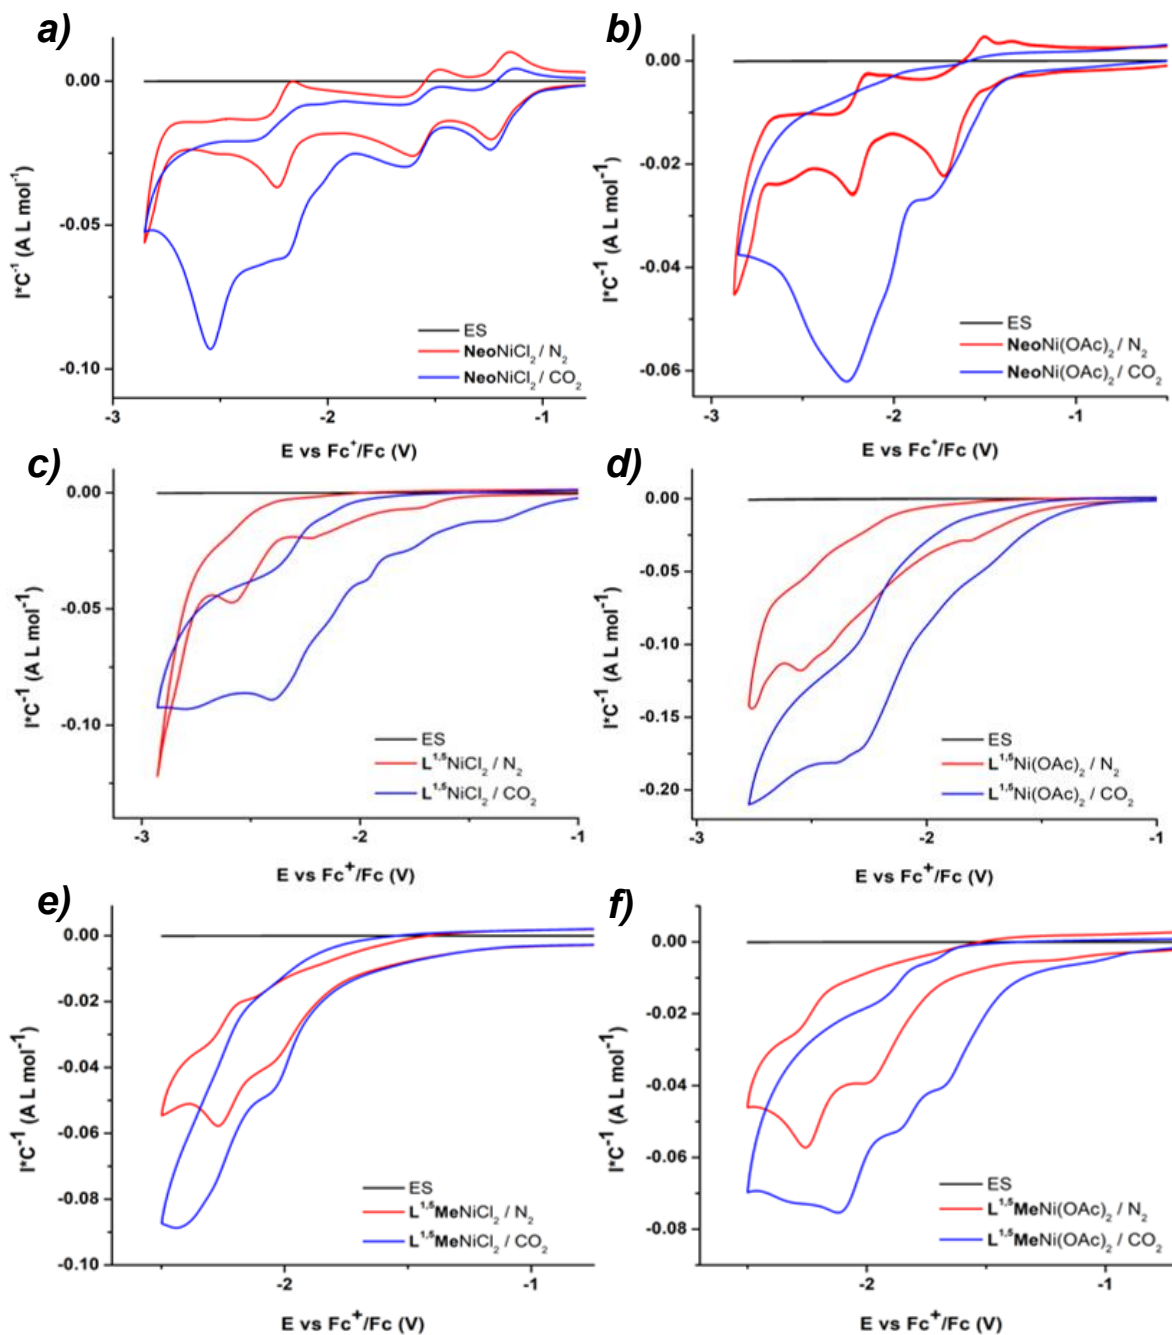 a)
0.00
-0.05
-0.10
I*C⁻¹ (A L mol⁻¹)
ES
NeoNiCl₂ / N₂
NeoNiCl₂ / CO₂
-3
-2
-1
E vs Fc⁺/Fc (V)
b)
0.00
-0.02
-0.04
-0.06
I*C⁻¹ (A L mol⁻¹)
ES
NeoNi(OAc)₂ / N₂
NeoNi(OAc)₂ / CO₂
-3
-2
-1
E vs Fc⁺/Fc (V)
c)
0.00
-0.05
-0.10
I*C⁻¹ (A L mol⁻¹)
ES
L¹,⁵NiCl₂ / N₂
L¹,⁵NiCl₂ / CO₂
-3
-2
-1
E vs Fc⁺/Fc (V)
d)
0.00
-0.05
-0.10
-0.15
-0.20
I*C⁻¹ (A L mol⁻¹)
ES
L¹,⁵Ni(OAc)₂ / N₂
L¹,⁵Ni(OAc)₂ / CO₂
-3
-2
-1
E vs Fc⁺/Fc (V)
e)
0.00
-0.02
-0.04
-0.06
-0.08
-0.10
I*C⁻¹ (A L mol⁻¹)
ES
L¹,⁵MeNiCl₂ / N₂
L¹,⁵MeNiCl₂ / CO₂
-2
-1
E vs Fc⁺/Fc (V)
f)
0.00
-0.02
-0.04
-0.06
-0.08
I*C⁻¹ (A L mol⁻¹)
ES
L¹,⁵MeNi(OAc)₂ / N₂
L¹,⁵MeNi(OAc)₂ / CO₂
-2
-1
E vs Fc⁺/Fc (V)